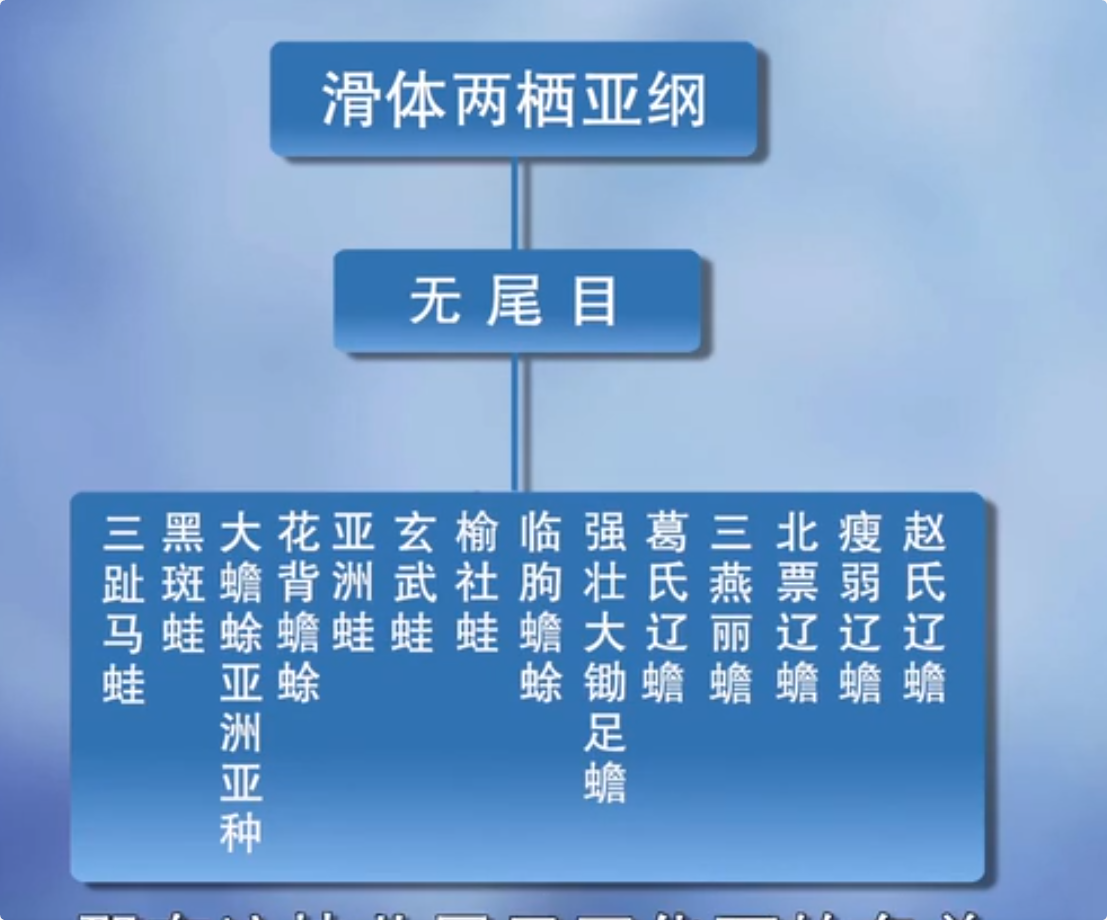 滑体两栖亚纲
无尾目
三趾马蛙
黑斑蛙
大蟾蜍亚洲亚种
花背蟾蜍
亚洲蛙
玄武蛙
榆社蛙
临朐蟾蜍
强壮大锄足蟾
葛氏辽蟾
三燕丽蟾
北票辽蟾
瘦弱辽蟾
赵氏辽蟾